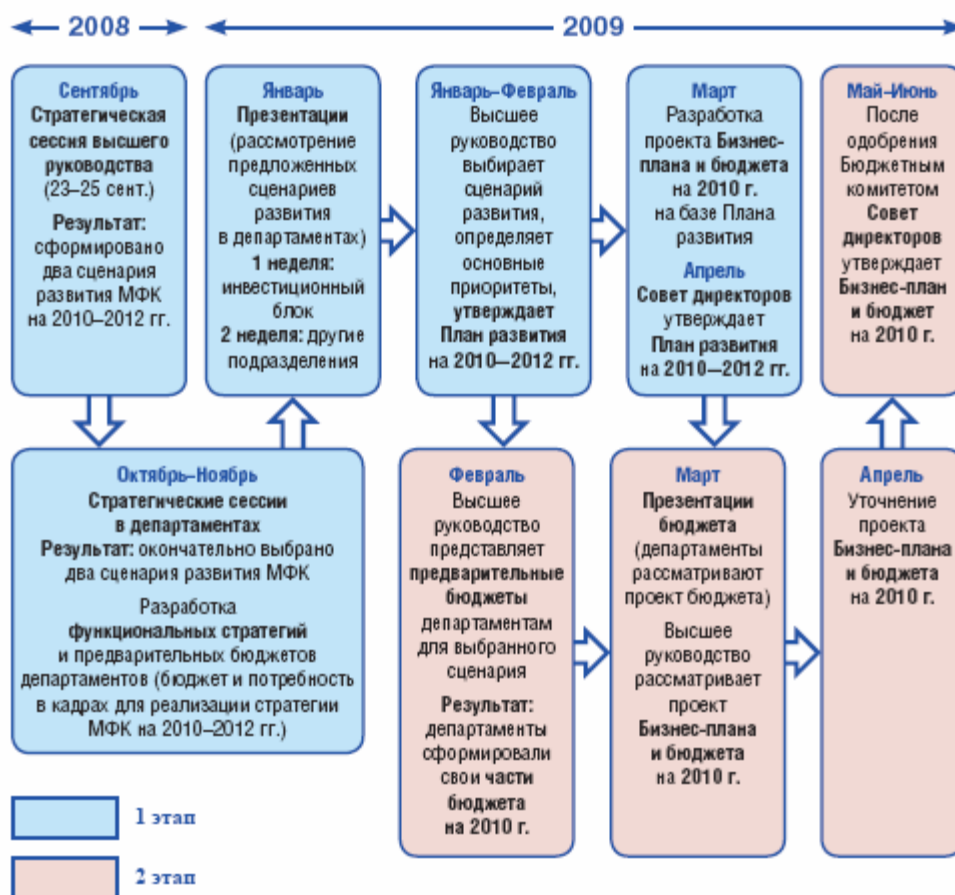 2008
2009
Сентябрь
Стратегическая
сессия высшего
руководства
(23–25 сент.)
Результат:
сформировано
два сценария
развития МФК
на 2010–2012 гг.
Январь
Презентации
(рассмотрение
предложенных
сценариев
развития
в департаментах)
1 неделя:
инвестиционный
блок
2 неделя: другие
подразделения
Январь–Февраль
Высшее
руководство
выбирает
сценарий
развития,
определяет
основные
приоритеты,
утверждает
План развития
на 2010–2012 гг.
Март
Разработка
проекта Бизнес-
плана и бюджета
на 2010 г.
на базе Плана
развития
Апрель
Совет директоров
утверждает
План развития
на 2010–2012 гг.
Май–Июнь
После
одобрения
Бюджетным
комитетом
Совет
директоров
утверждает
Бизнес-план
и бюджет
на 2010 г.
Октябрь–Ноябрь
Стратегические сессии
в департаментах
Результат: окончательно выбрано
два сценария развития МФК
Разработка
функциональных стратегий
и предварительных бюджетов
департаментов (бюджет и потребность
в кадрах для реализации стратегии
МФК на 2010–2012 гг.)
Февраль
Высшее
руководство
представляет
предварительные
бюджеты
департаментам
для выбранного
сценария
Результат:
департаменты
сформировали
свои части
бюджета
на 2010 г.
Март
Презентации
бюджета
(департаменты
рассматривают
проект бюджета)
Высшее
руководство
рассматривает
проект
Бизнес-плана
и бюджета
на 2010 г.
Апрель
Уточнение
проекта
Бизнес-плана
и бюджета
на 2010 г.
1 этап
2 этап